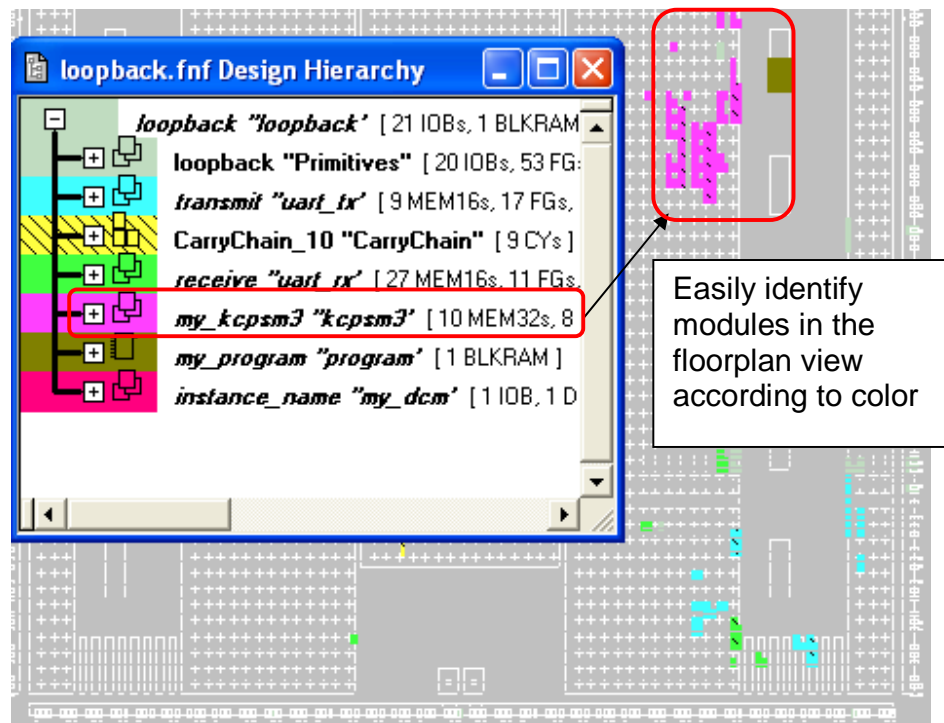 loopback.fnf Design Hierarchy
loopback "loopback" [ 21 IOBs, 1 BLKRAM
loopback "Primitives" [ 20 IOBs, 53 FGs
transmit "uart_tx" [ 9 MEM16s, 17 FGs,
CarryChain_10 "CarryChain" [ 9 CYs ]
receive "uart_rx" [ 27 MEM16s, 11 FGs,
my_kcpsm3 "kcpsm3" [ 10 MEM32s, 8
my_program "program" [ 1 BLKRAM ]
instance_name "my_dcm" [ 1 IOB, 1 D
Easily identify
modules in the
floorplan view
according to color